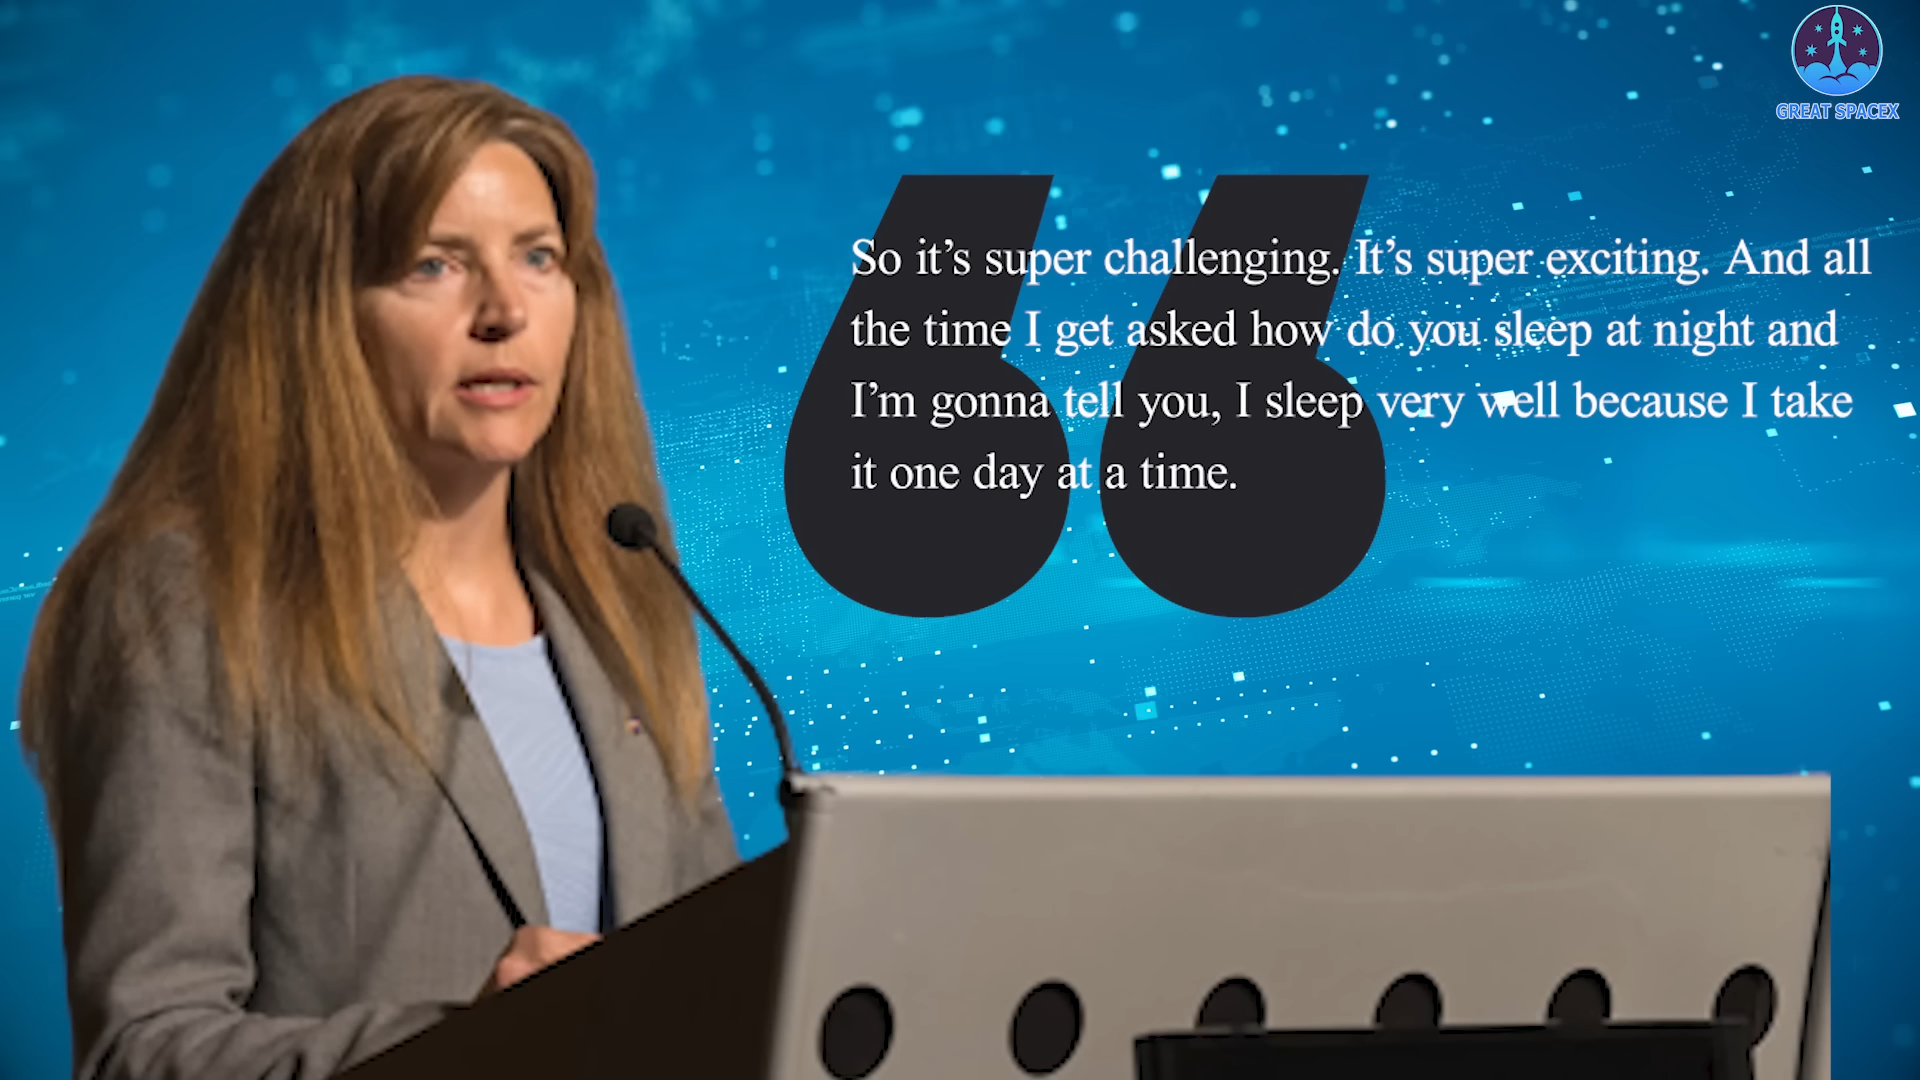 GREAT SPACEX
So it’s super challenging. It’s super exciting. And all
the time I get asked how do you sleep at night and
I’m gonna tell you, I sleep very well because I take
it one day at a time.